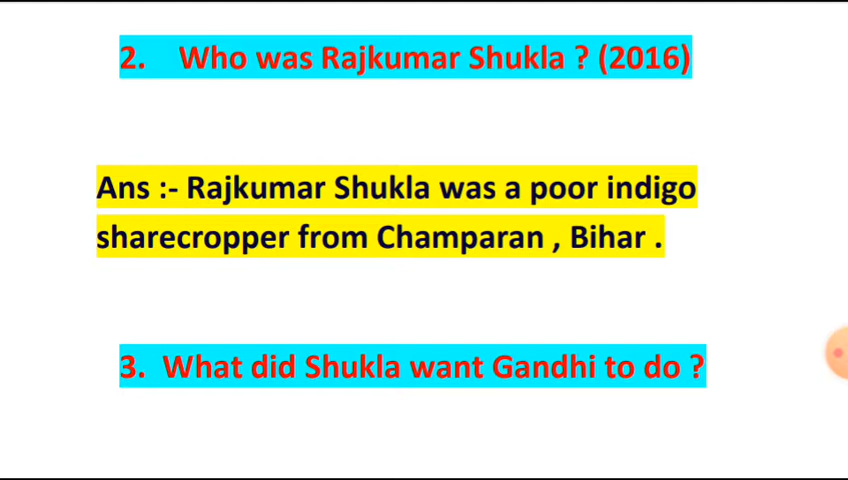 2. Who was Rajkumar Shukla ? (2016)
Ans :- Rajkumar Shukla was a poor indigo
sharecropper from Champaran , Bihar .
3. What did Shukla want Gandhi to do ?